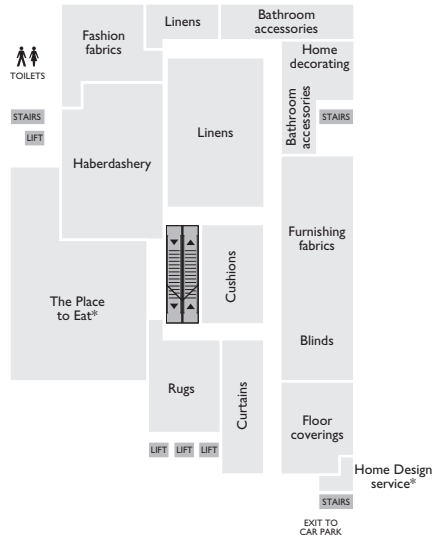 Linens
Bathroom
accessories
Fashion
fabrics
Home
decorating
TOILETS
Bathroom
accessories
STAIRS
STAIRS
LIFT
Linens
Haberdashery
Furnishing
fabrics
Cushions
The Place
to Eat*
Blinds
Rugs
Curtains
Floor
coverings
LIFT LIFT LIFT
Home Design
service*
STAIRS
EXIT TO
CAR PARK